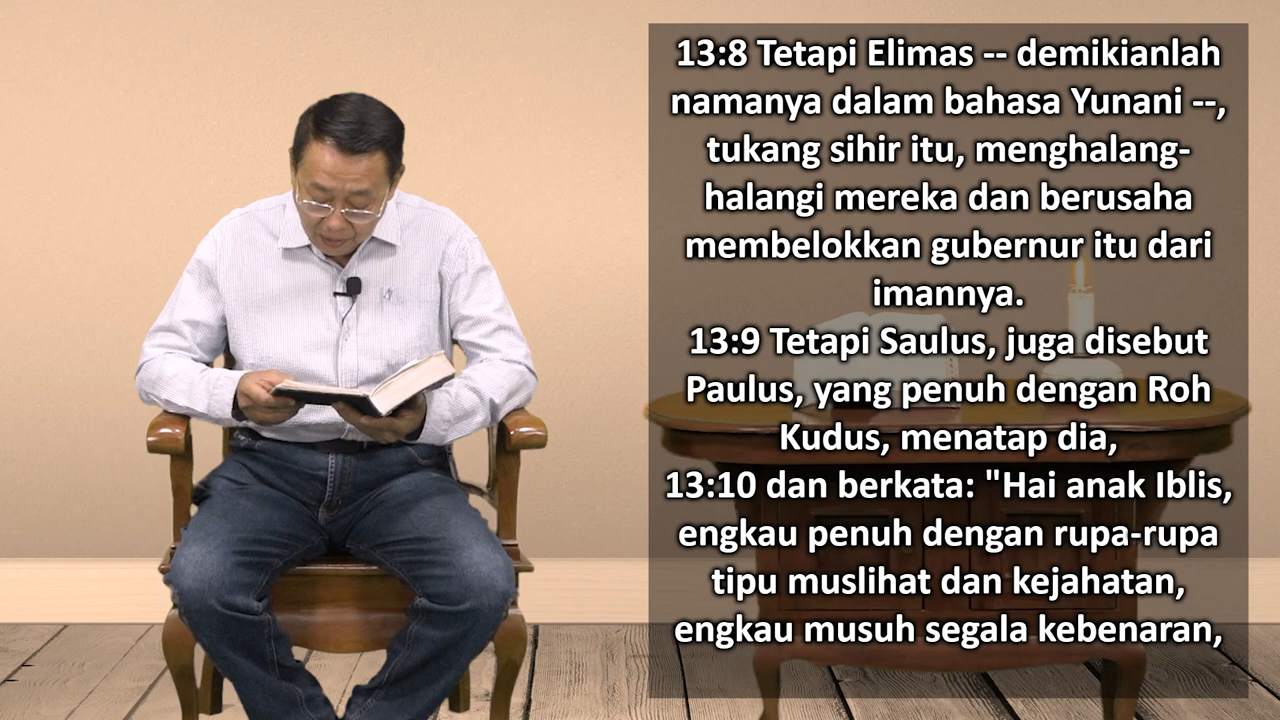 13:8 Tetapi Elimas -- demikianlah
namanya dalam bahasa Yunani --,
tukang sihir itu, menghalang-
halangi mereka dan berusaha
membelokkan gubernur itu dari
imannya.
13:9 Tetapi Saulus, juga disebut
Paulus, yang penuh dengan Roh
Kudus, menatap dia,
13:10 dan berkata: "Hai anak Iblis,
engkau penuh dengan rupa-rupa
tipu muslihat dan kejahatan,
engkau musuh segala kebenaran,